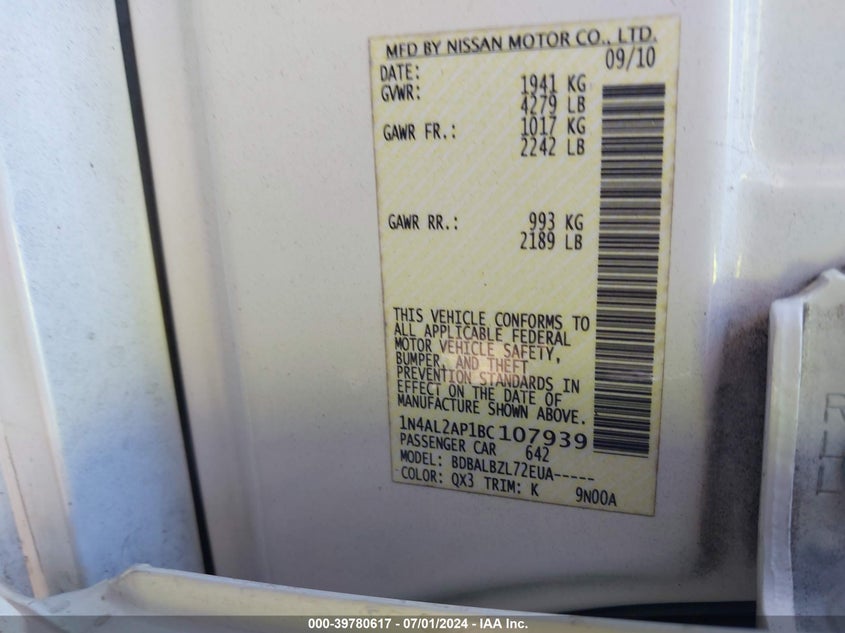 MFD BY NISSAN MOTOR CO., LTD.
DATE: 09/10
GVWR: 1941 KG
4279 LB
GAWR FR.: 1017 KG
2242 LB
GAWR RR.: 993 KG
2189 LB
THIS VEHICLE CONFORMS TO
ALL APPLICABLE FEDERAL
MOTOR VEHICLE SAFETY,
BUMPER, AND THEFT
PREVENTION STANDARDS IN
EFFECT ON THE DATE OF
MANUFACTURE SHOWN ABOVE.
1N4AL2AP1BC107939
PASSENGER CAR 642
MODEL: BDBALBZL72EUA-----
COLOR: QX3 TRIM: K 9N00A
000-39780617 - 07/01/2024 - IAA Inc.